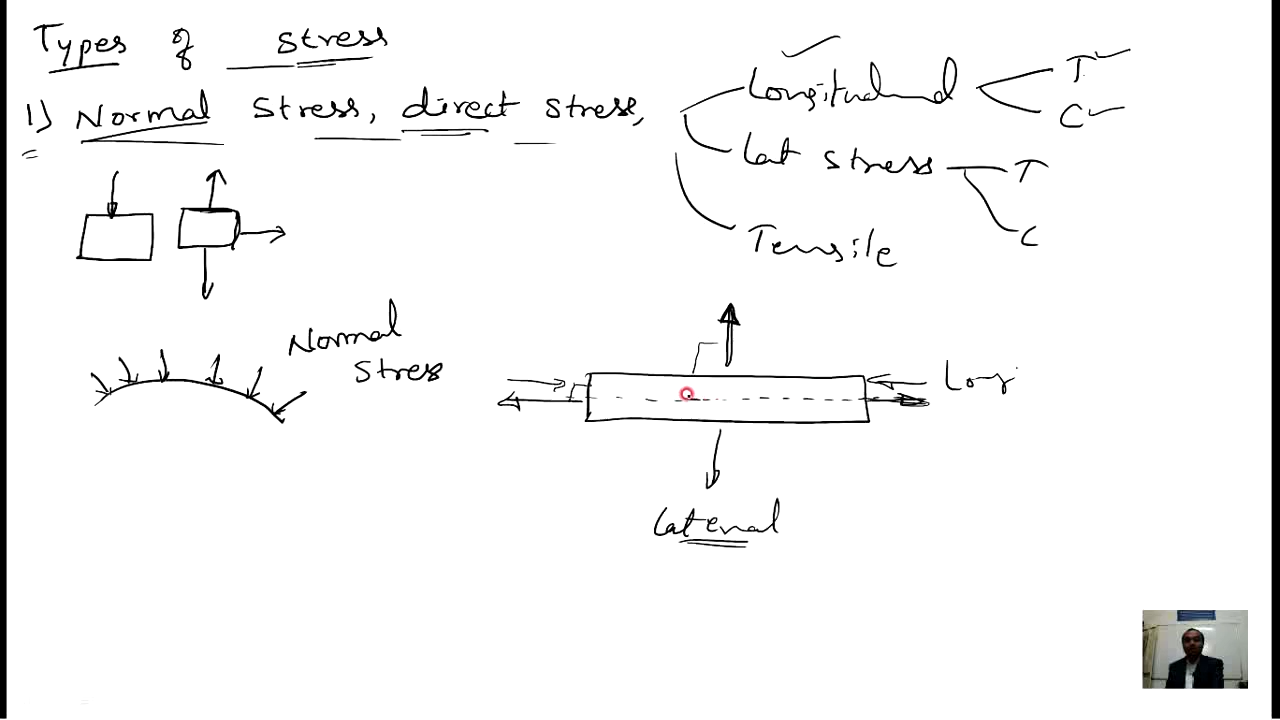 Types of stress
1) Normal stress, direct stress,
Longitudinal
T
C
Lat stress
T
C
Tensile
Normal
Stress
Long
Lateral